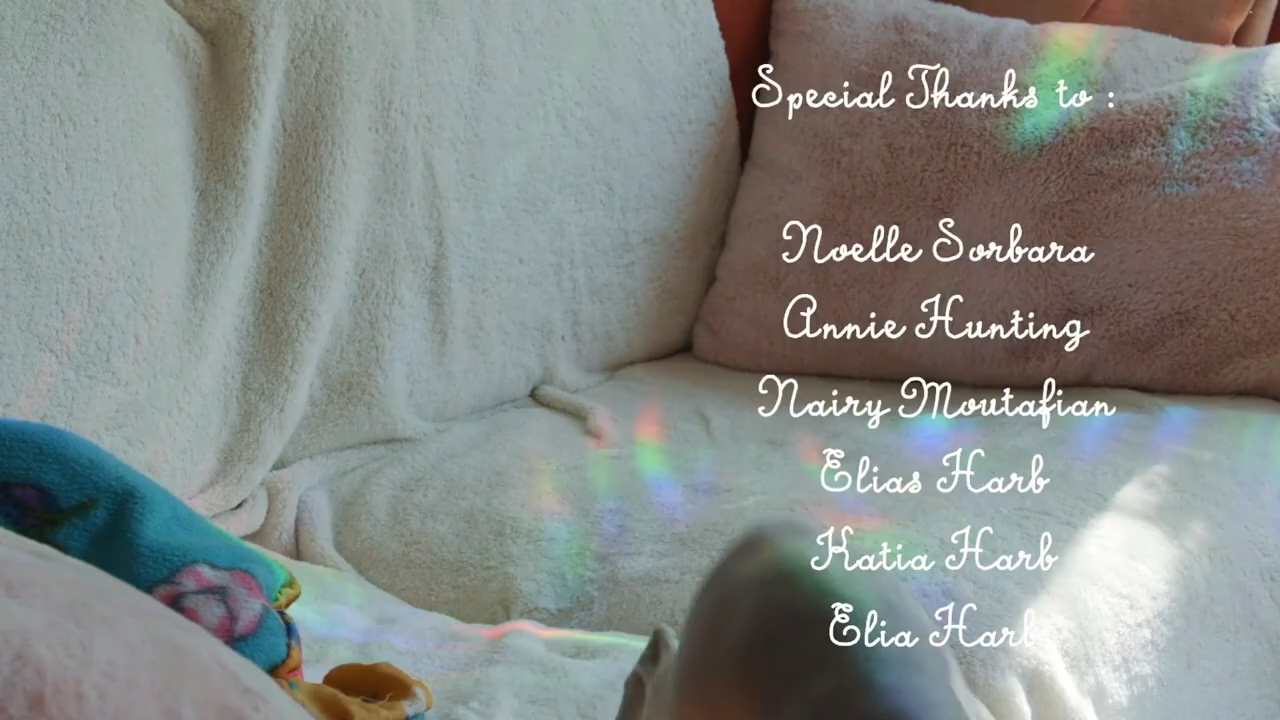 Special Thanks to :
Noelle Sorbara
Annie Hunting
Nairy Moutafian
Elias Harb
Katia Harb
Elia Harb